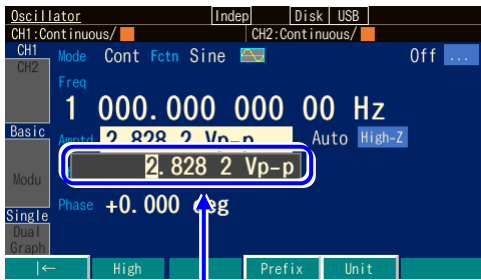 Oscillator Indep Disk USB
CH1:Continuous/ CH2:Continuous/
CH1 Mode Cont Fctn Sine Off ...
CH2
Freq
1 000.000 000 00 Hz
Basic Amptd 2.828 2 Vp-p Auto High-Z
2.828 2 Vp-p
Modu
Phase +0.000 deg
Single
Dual
Graph
|← High Prefix Unit